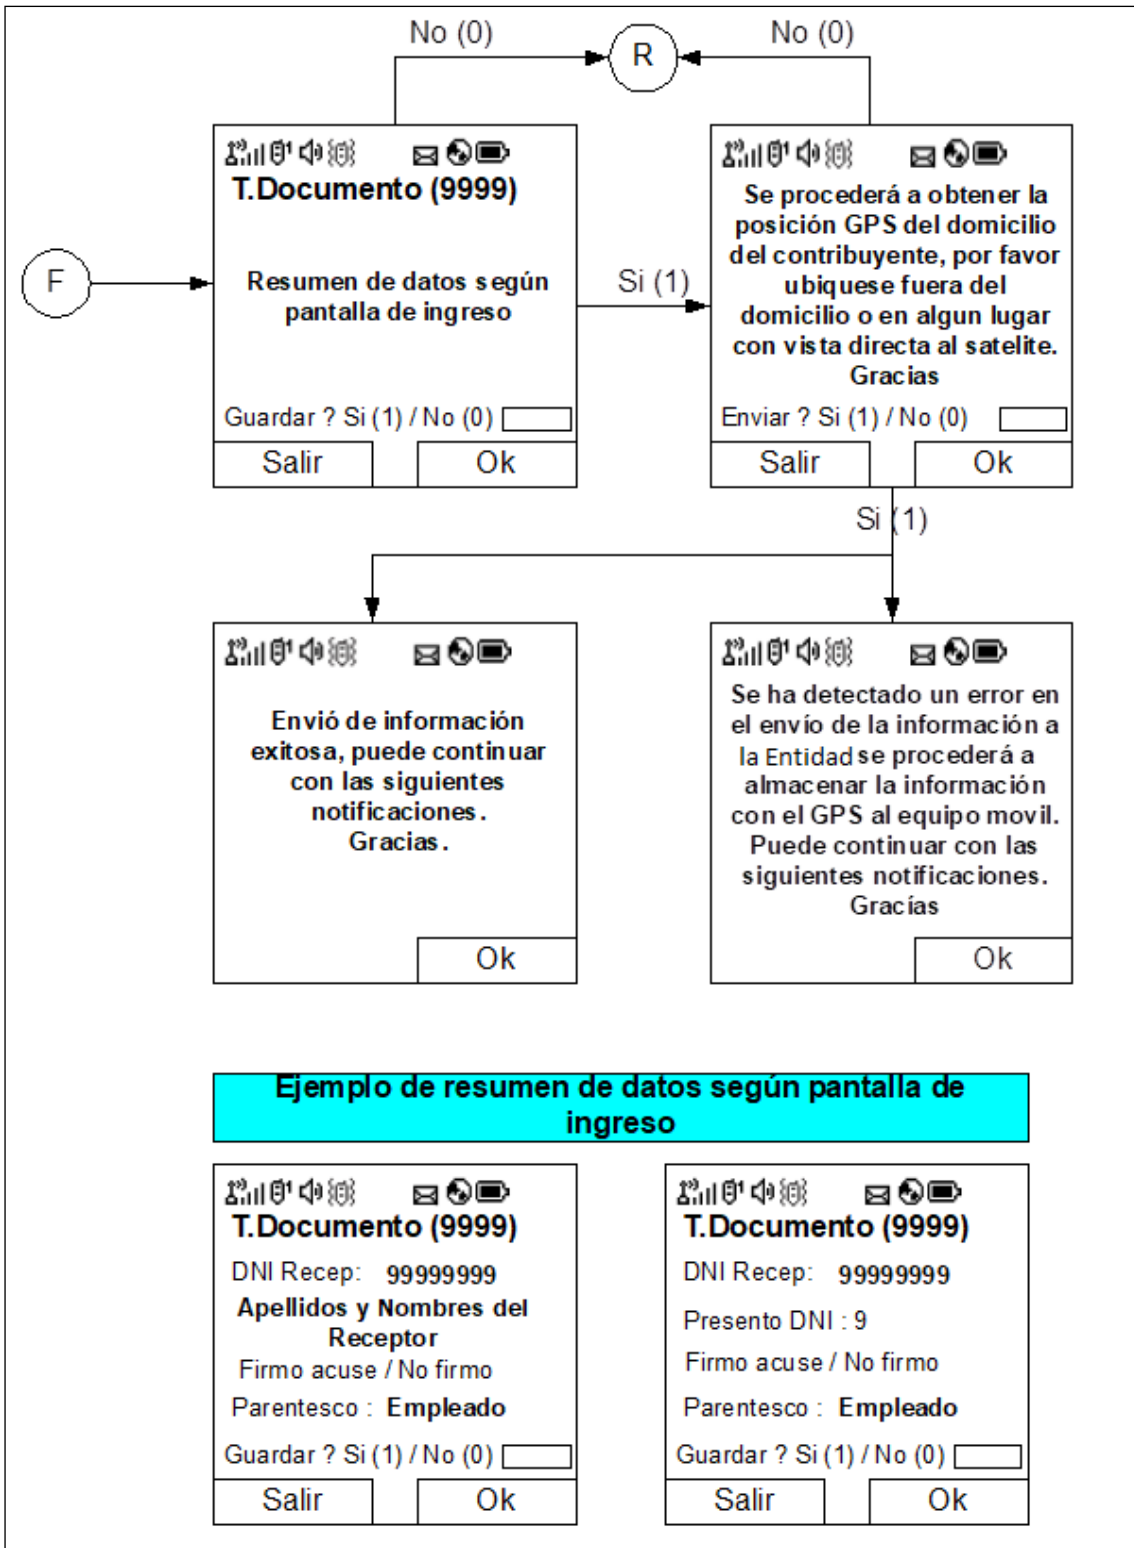 No (0)
R
No (0)
T.Documento (9999)
Resumen de datos según
pantalla de ingreso
Guardar ? Si (1) / No (0)
Salir
Ok
F
Si (1)
Se procederá a obtener la
posición GPS del domicilio
del contribuyente, por favor
ubiquese fuera del
domicilio o en algun lugar
con vista directa al satelite.
Gracias
Enviar ? Si (1) / No (0)
Salir
Ok
Si (1)
Envió de información
exitosa, puede continuar
con las siguientes
notificaciones.
Gracias.
Ok
Se ha detectado un error en
el envío de la información a
la Entidad se procederá a
almacenar la información
con el GPS al equipo movil.
Puede continuar con las
siguientes notificaciones.
Gracías
Ok
Ejemplo de resumen de datos según pantalla de
ingreso
T.Documento (9999)
DNI Recep: 99999999
Apellidos y Nombres del
Receptor
Firmo acuse / No firmo
Parentesco : Empleado
Guardar ? Si (1) / No (0)
Salir
Ok
T.Documento (9999)
DNI Recep: 99999999
Presento DNI : 9
Firmo acuse / No firmo
Parentesco : Empleado
Guardar ? Si (1) / No (0)
Salir
Ok